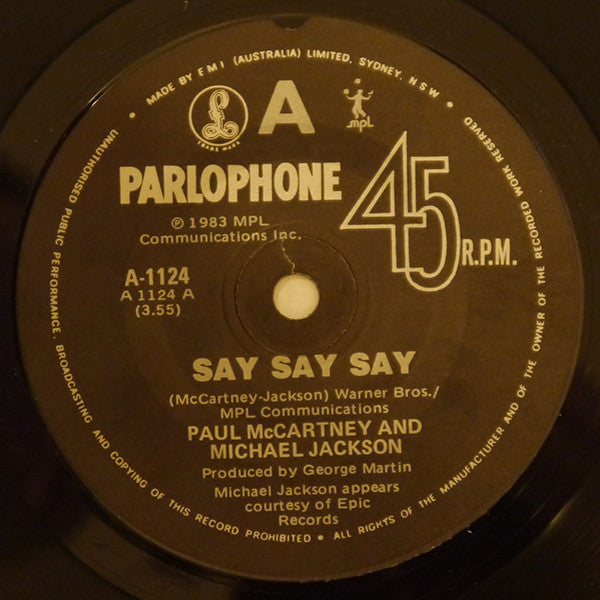 • MADE BY E M I (AUSTRALIA) LIMITED, SYDNEY, N.S.W. •
£
TRADE MARK
A
mpl
PARLOPHONE
45 R.P.M.
℗ 1983 MPL
Communications Inc.
A-1124
A 1124 A
(3.55)
SAY SAY SAY
(McCartney-Jackson) Warner Bros./
MPL Communications
PAUL McCARTNEY AND
MICHAEL JACKSON
Produced by George Martin
Michael Jackson appears
courtesy of Epic
Records
UNAUTHORISED PUBLIC PERFORMANCE. BROADCASTING AND COPYING OF THIS RECORD PROHIBITED • ALL RIGHTS OF THE MANUFACTURER AND OF THE OWNER OF THE RECORDED WORK RESERVED